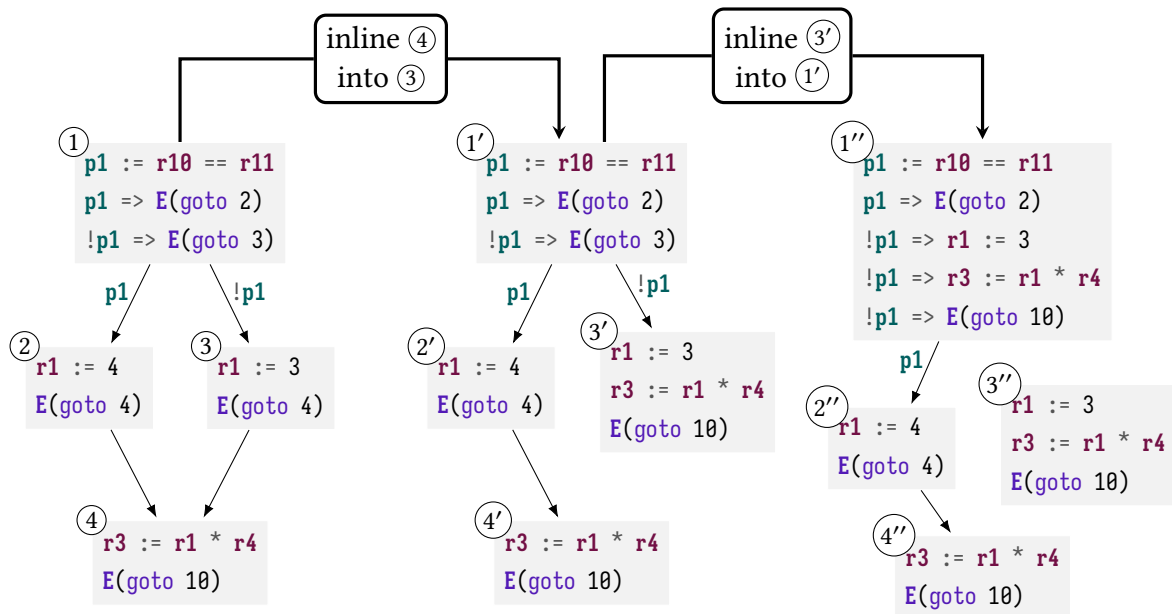 inline ④
into ③
inline ③′
into ①′
①
p1 := r10 == r11
p1 => E(goto 2)
!p1 => E(goto 3)
p1
!p1
②
r1 := 4
E(goto 4)
③
r1 := 3
E(goto 4)
④
r3 := r1 * r4
E(goto 10)
①′
p1 := r10 == r11
p1 => E(goto 2)
!p1 => E(goto 3)
p1
!p1
②′
r1 := 4
E(goto 4)
③′
r1 := 3
r3 := r1 * r4
E(goto 10)
④′
r3 := r1 * r4
E(goto 10)
①′′
p1 := r10 == r11
p1 => E(goto 2)
!p1 => r1 := 3
!p1 => r3 := r1 * r4
!p1 => E(goto 10)
p1
②′′
r1 := 4
E(goto 4)
③′′
r1 := 3
r3 := r1 * r4
E(goto 10)
④′′
r3 := r1 * r4
E(goto 10)